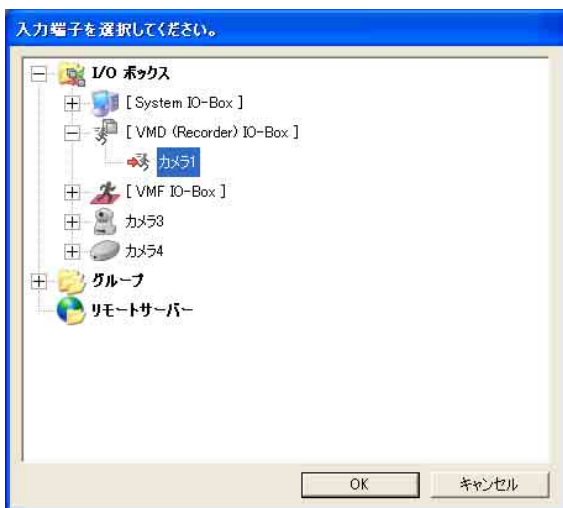 入力端子を選択してください。
I/O ボックス
[ System IO-Box ]
[ VMD (Recorder) IO-Box ]
カメラ1
[ VMF IO-Box ]
カメラ3
カメラ4
グループ
リモートサーバー
OK
キャンセル